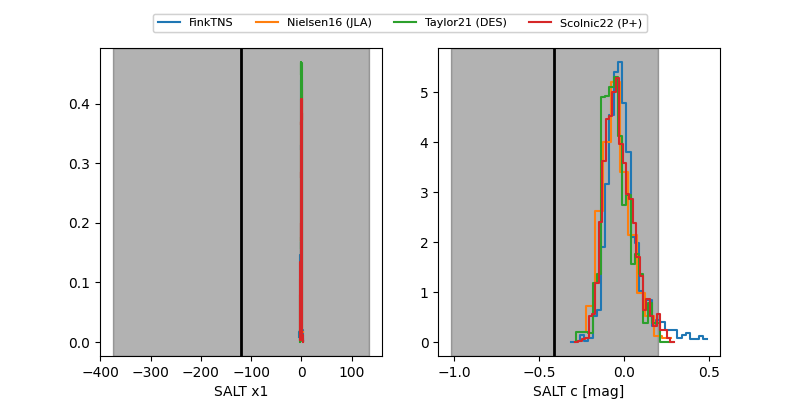 FinkTNS Nielsen16 (JLA) Taylor21 (DES) Scolnic22 (P+)
0.4
0.3
0.2
0.1
0.0
−400 −300 −200 −100 0 100
SALT x1
5
4
3
2
1
0
−1.0 −0.5 0.0 0.5
SALT c [mag]